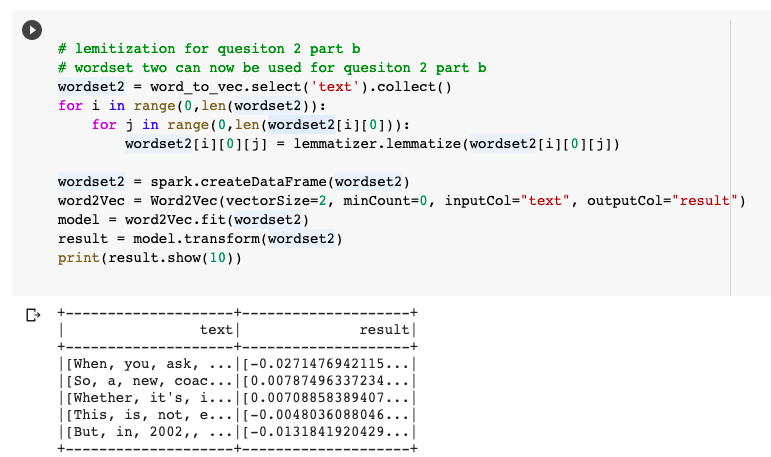 # lemitization for quesiton 2 part b
# wordset two can now be used for quesiton 2 part b
wordset2 = word_to_vec.select('text').collect()
for i in range(0,len(wordset2)):
    for j in range(0,len(wordset2[i][0])):
        wordset2[i][0][j] = lemmatizer.lemmatize(wordset2[i][0][j])

wordset2 = spark.createDataFrame(wordset2)
word2Vec = Word2Vec(vectorSize=2, minCount=0, inputCol="text", outputCol="result")
model = word2Vec.fit(wordset2)
result = model.transform(wordset2)
print(result.show(10))
+--------------------+--------------------+
|                text|              result|
+--------------------+--------------------+
|[When, you, ask, ...|[-0.0271476942115...|
|[So, a, new, coac...|[0.00787496337234...|
|[Whether, it's, i...|[0.00708858389407...|
|[This, is, not, e...|[-0.0048036088046...|
|[But, in, 2002,, ...|[-0.0131841920429...|
+--------------------+--------------------+